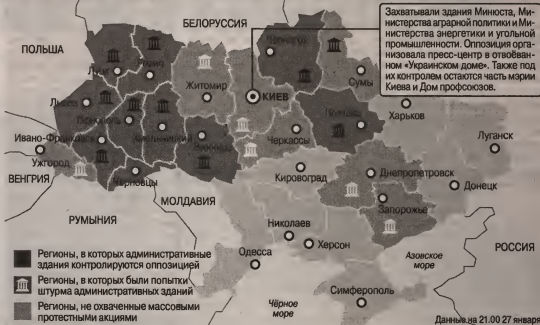 Захватывали здания Минюста, Ми-
нистерства аграрной политики и Ми-
нистерства энергетики и угольной
промышленности. Оппозиция орга-
низовала пресс-центр в отвоёван-
ном «Украинском доме». Также под
их контролем остаются часть мэрии
Киева и Дом профсоюзов.
БЕЛОРУССИЯ
ПОЛЬША
Чернигов
Луцк
Ровно
Житомир
КИЕВ
Сумы
Харьков
Львов
Тернополь
Хмельницкий
Полтава
Ивано-Франковск
Винница
Черкассы
Луганск
Ужгород
Черновцы
Кировоград
Днепропетровск
Донецк
ВЕНГРИЯ
МОЛДАВИЯ
Запорожье
РУМЫНИЯ
Николаев
Херсон
Одесса
Азовское
море
РОССИЯ
Симферополь
Чёрное
море
Регионы, в которых административные
здания контролируются оппозицией
Регионы, в которых были попытки
штурма административных зданий
Регионы, не охваченные массовыми
протестными акциями
Данные на 21.00 27 января